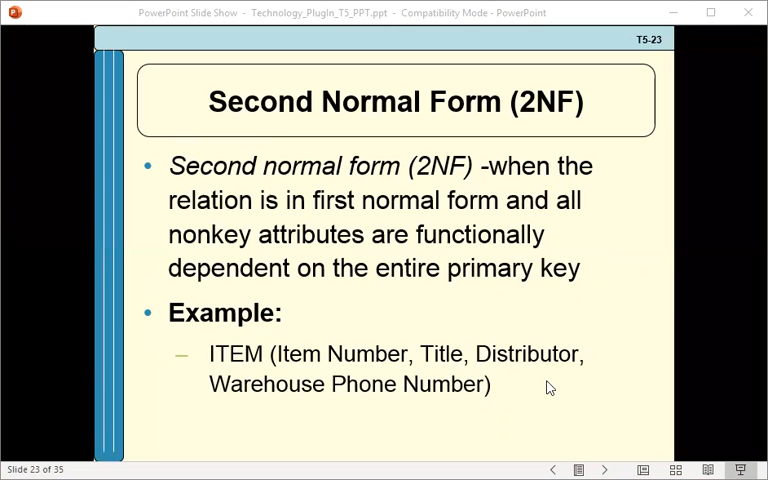 PowerPoint Slide Show - Technology_PlugIn_T5_PPT.ppt - Compatibility Mode - PowerPoint
T5-23
Second Normal Form (2NF)
• Second normal form (2NF) -when the
relation is in first normal form and all
nonkey attributes are functionally
dependent on the entire primary key
• Example:
– ITEM (Item Number, Title, Distributor,
Warehouse Phone Number)
Slide 23 of 35